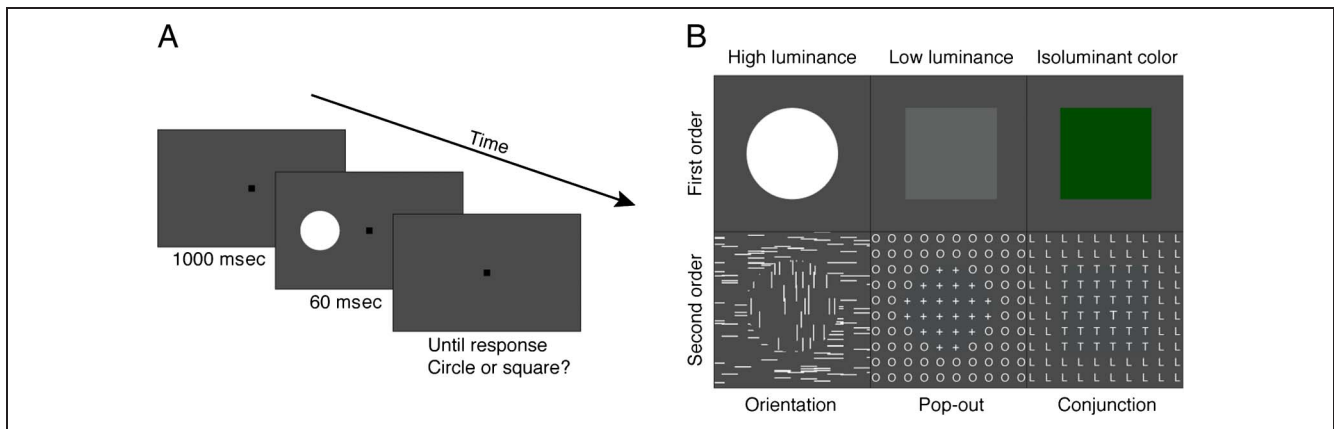 A
Time
1000 msec
60 msec
Until response
Circle or square?
B
High luminance Low luminance Isoluminant color
First order
Second order
O O O O O O O O O O L L L L L L L L L L
O O O O O O O O O O L L L L L L L L L L
O O O O + + O O O O L L T T T T T T L L
O O O + + + + O O O L L T T T T T T L L
O O + + + + + + O O L L T T T T T T L L
O O + + + + + + O O L L T T T T T T L L
O O O + + + + O O O L L T T T T T T L L
O O O O + + O O O O L L T T T T T T L L
O O O O O O O O O O L L L L L L L L L L
O O O O O O O O O O L L L L L L L L L L
Orientation Pop-out Conjunction